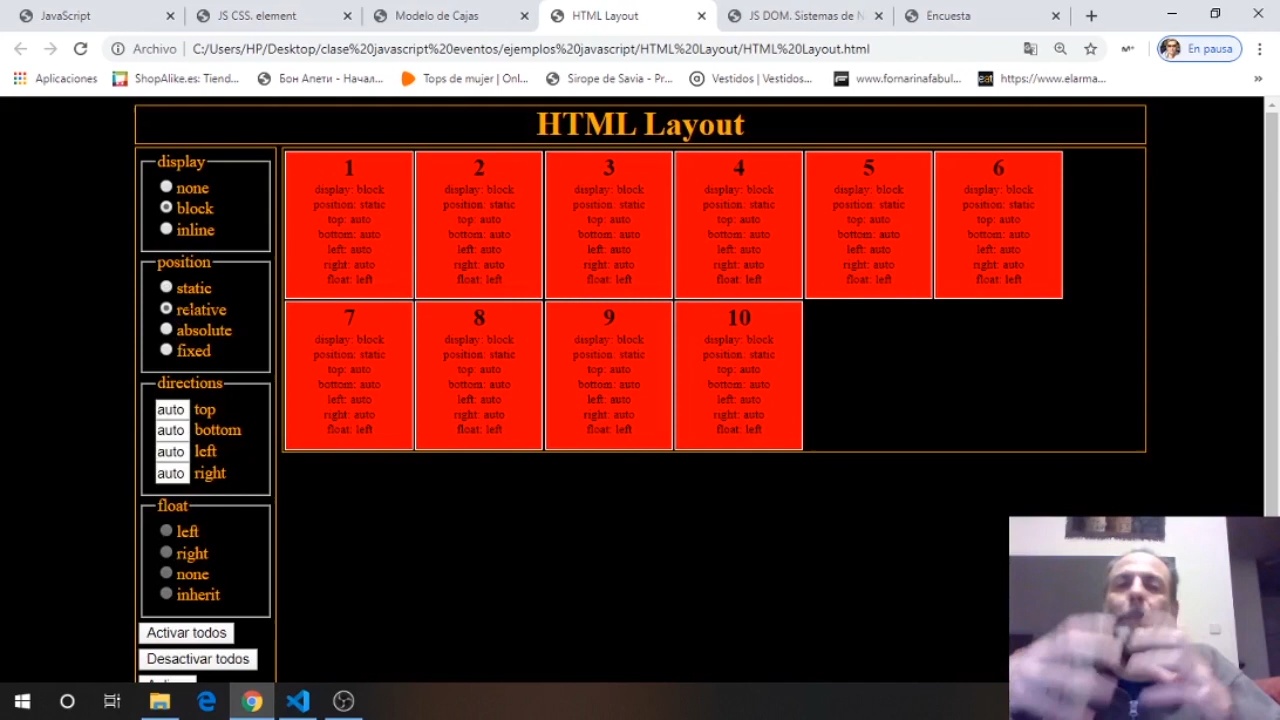 JavaScript
JS CSS. element
Modelo de Cajas
HTML Layout
JS DOM. Sistemas de N
Encuesta
Archivo
C:/Users/HP/Desktop/clase%20javascript%20eventos/ejemplos%20javascript/HTML%20Layout/HTML%20Layout.html
En pausa
Aplicaciones
ShopAlike.es: Tiend...
Бон Апети - Начал...
Tops de mujer | Onl...
Sirope de Savia - Pr...
Vestidos | Vestidos...
www.fornarinafabul...
eat
https://www.elarma...
»
HTML Layout
display
none
block
inline
position
static
relative
absolute
fixed
directions
auto top
auto bottom
auto left
auto right
float
left
right
none
inherit
Activar todos
Desactivar todos
1
display: block
position: static
top: auto
bottom: auto
left: auto
right: auto
float: left
2
display: block
position: static
top: auto
bottom: auto
left: auto
right: auto
float: left
3
display: block
position: static
top: auto
bottom: auto
left: auto
right: auto
float: left
4
display: block
position: static
top: auto
bottom: auto
left: auto
right: auto
float: left
5
display: block
position: static
top: auto
bottom: auto
left: auto
right: auto
float: left
6
display: block
position: static
top: auto
bottom: auto
left: auto
right: auto
float: left
7
display: block
position: static
top: auto
bottom: auto
left: auto
right: auto
float: left
8
display: block
position: static
top: auto
bottom: auto
left: auto
right: auto
float: left
9
display: block
position: static
top: auto
bottom: auto
left: auto
right: auto
float: left
10
display: block
position: static
top: auto
bottom: auto
left: auto
right: auto
float: left